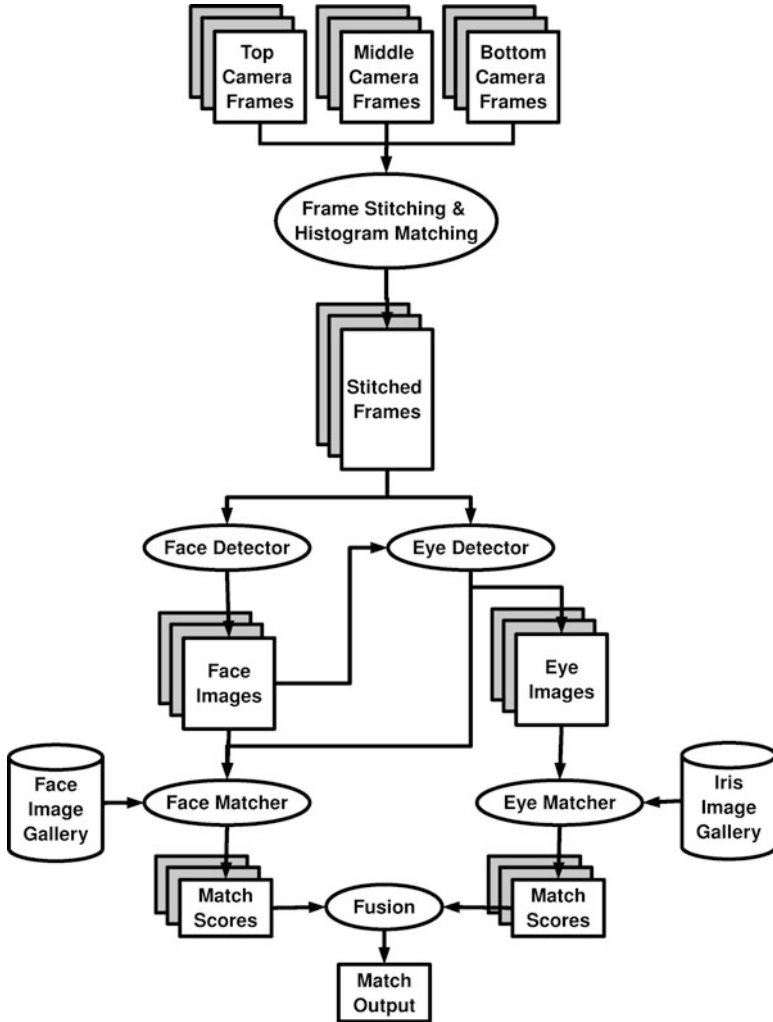 Top
Camera
Frames
Middle
Camera
Frames
Bottom
Camera
Frames
Frame Stitching &
Histogram Matching
Stitched
Frames
Face Detector
Eye Detector
Face
Images
Eye
Images
Face
Image
Gallery
Face Matcher
Eye Matcher
Iris
Image
Gallery
Match
Scores
Fusion
Match
Scores
Match
Output